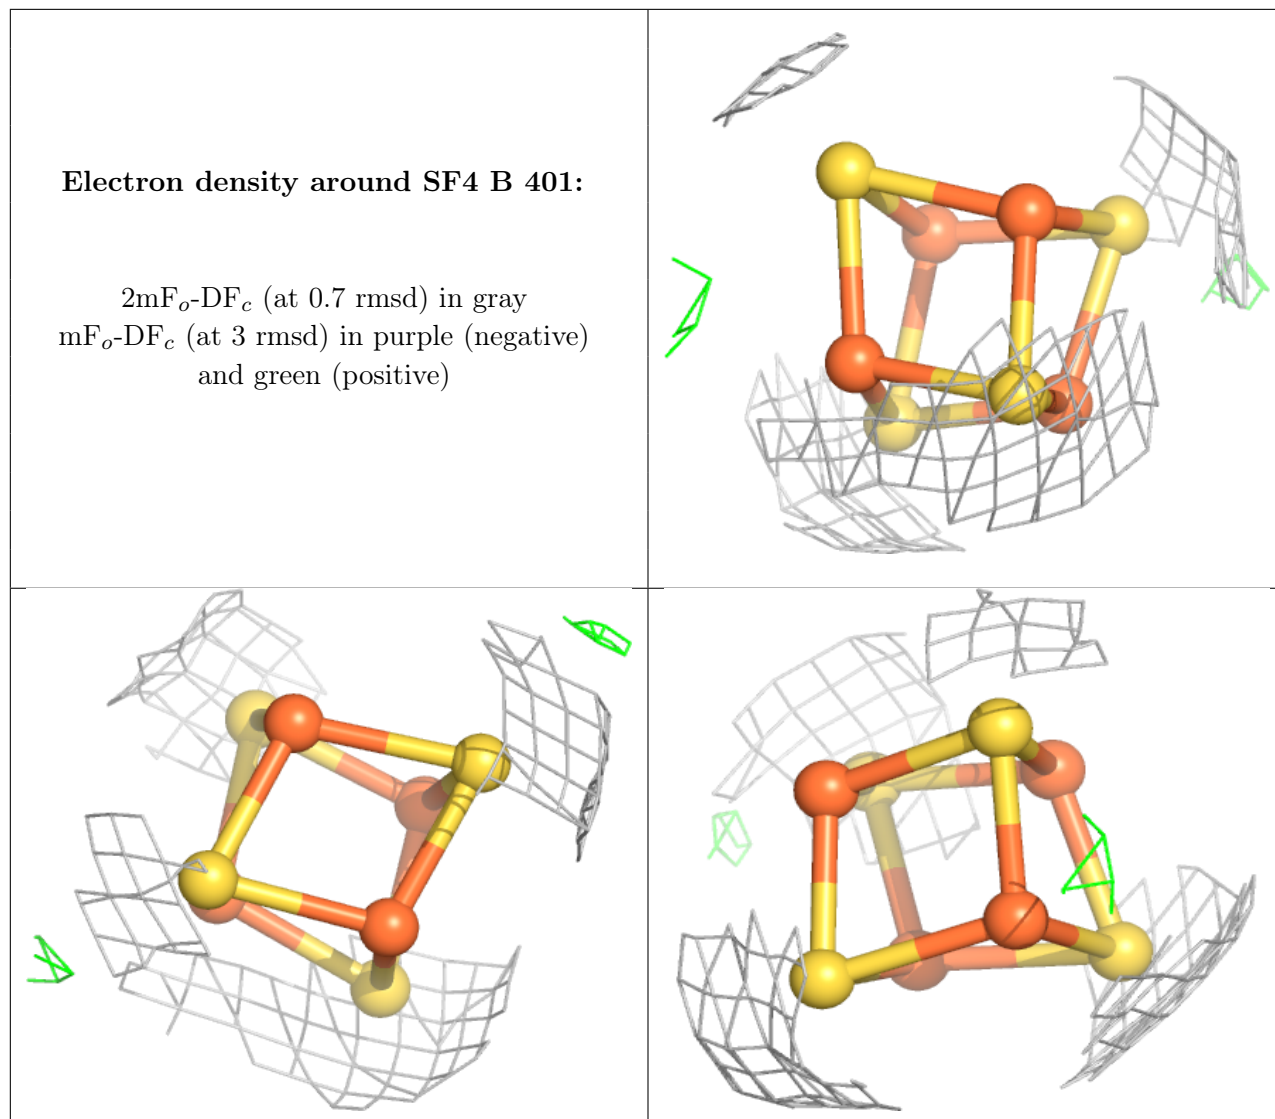 Electron density around SF4 B 401:
2mFo-DFc (at 0.7 rmsd) in gray
mFo-DFc (at 3 rmsd) in purple (negative)
and green (positive)